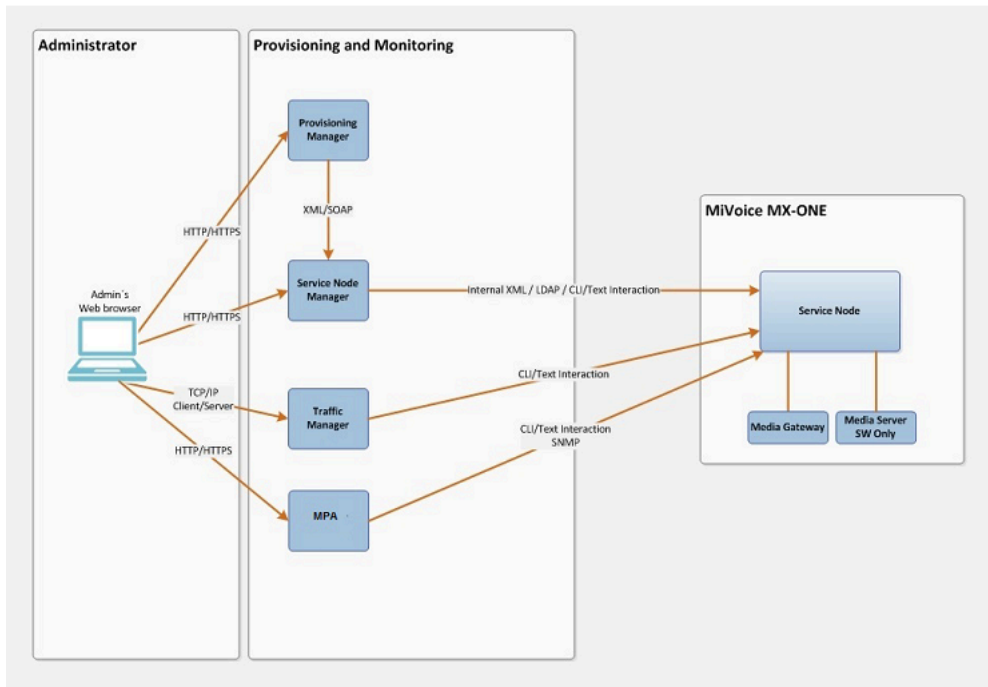 Administrator
Provisioning and Monitoring
Provisioning
Manager
XML/SOAP
HTTP/HTTPS
MiVoice MX-ONE
Admin´s
Web browser
Service Node
Manager
Internal XML / LDAP / CLI/Text Interaction
Service Node
HTTP/HTTPS
CLI/Text Interaction
TCP/IP
Client/Server
Traffic
Manager
Media Gateway
Media Server
SW Only
CLI/Text Interaction
SNMP
HTTP/HTTPS
MPA